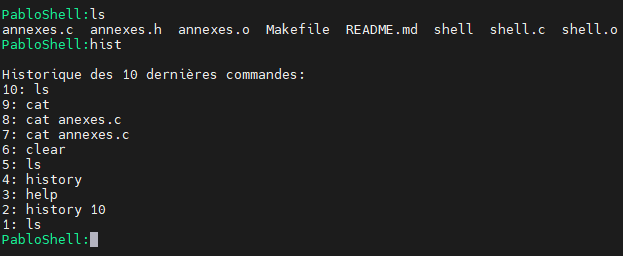 PabloShell:ls
annexes.c  annexes.h  annexes.o  Makefile  README.md  shell  shell.c  shell.o
PabloShell:hist
Historique des 10 dernières commandes:
10: ls
9: cat
8: cat anexes.c
7: cat annexes.c
6: clear
5: ls
4: history
3: help
2: history 10
1: ls
PabloShell: